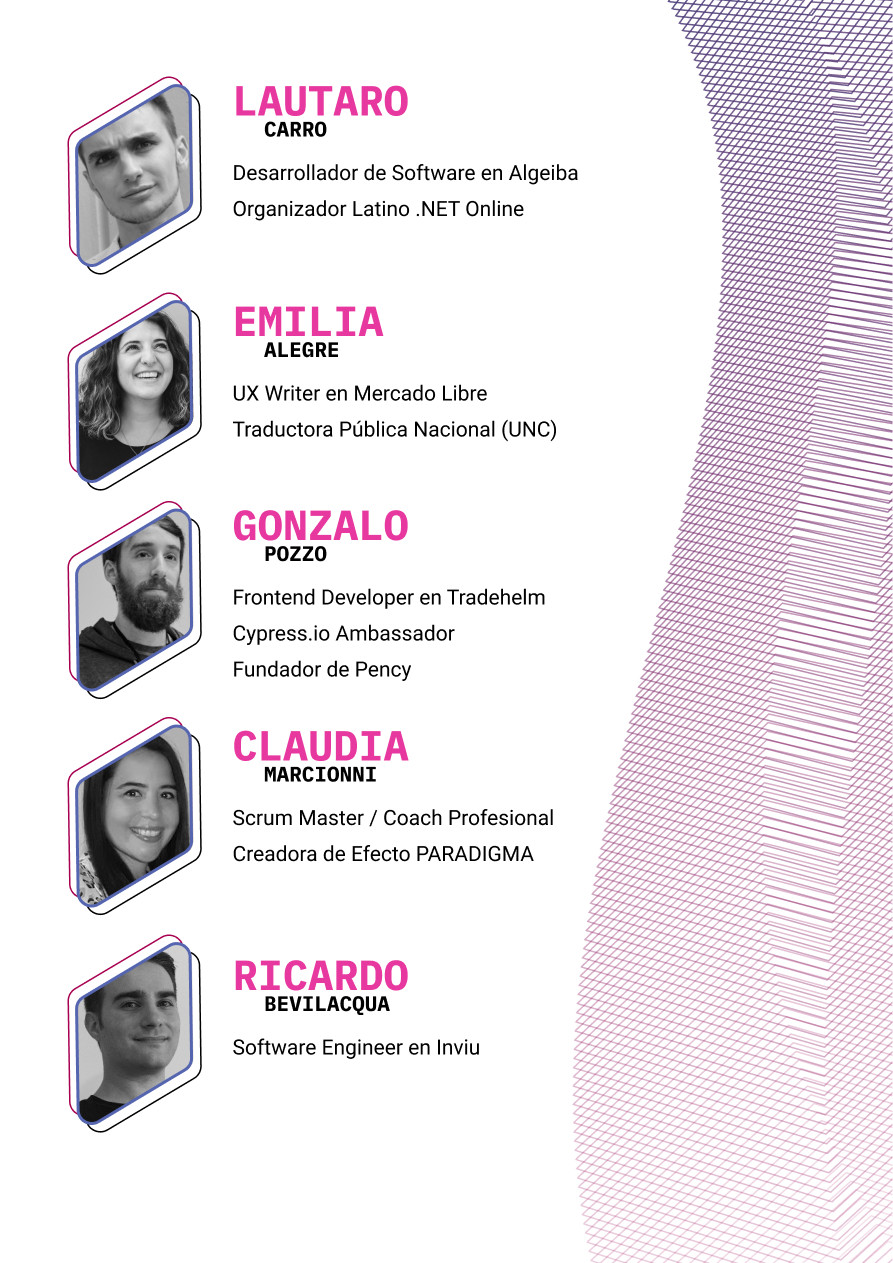 LAUTARO
CARRO
Desarrollador de Software en Algeiba
Organizador Latino .NET Online
EMILIA
ALEGRE
UX Writer en Mercado Libre
Traductora Pública Nacional (UNC)
GONZALO
POZZO
Frontend Developer en Tradehelm
Cypress.io Ambassador
Fundador de Pency
CLAUDIA
MARCIONNI
Scrum Master / Coach Profesional
Creadora de Efecto PARADIGMA
RICARDO
BEVILACQUA
Software Engineer en Inviu